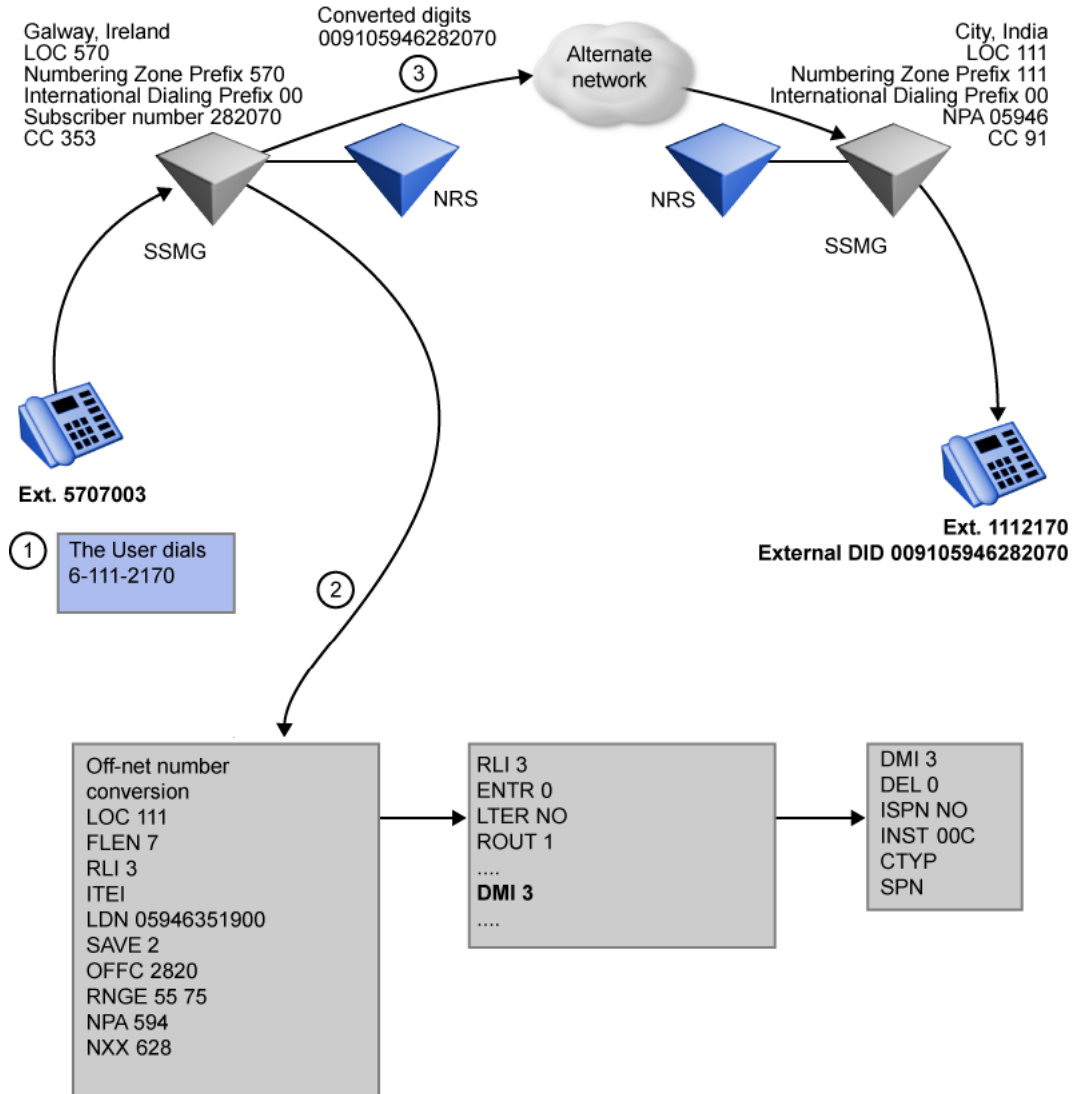 Galway, Ireland
LOC 570
Numbering Zone Prefix 570
International Dialing Prefix 00
Subscriber number 282070
CC 353
Converted digits
009105946282070
3
Alternate
network
City, India
LOC 111
Numbering Zone Prefix 111
International Dialing Prefix 00
NPA 05946
CC 91
NRS
NRS
SSMG
SSMG
Ext. 5707003
Ext. 1112170
External DID 009105946282070
1
The User dials
6-111-2170
2
Off-net number
conversion
LOC 111
FLEN 7
RLI 3
ITEI
LDN 05946351900
SAVE 2
OFFC 2820
RNGE 55 75
NPA 594
NXX 628
RLI 3
ENTR 0
LTER NO
ROUT 1
....
DMI 3
....
DMI 3
DEL 0
ISPN NO
INST 00C
CTYP
SPN